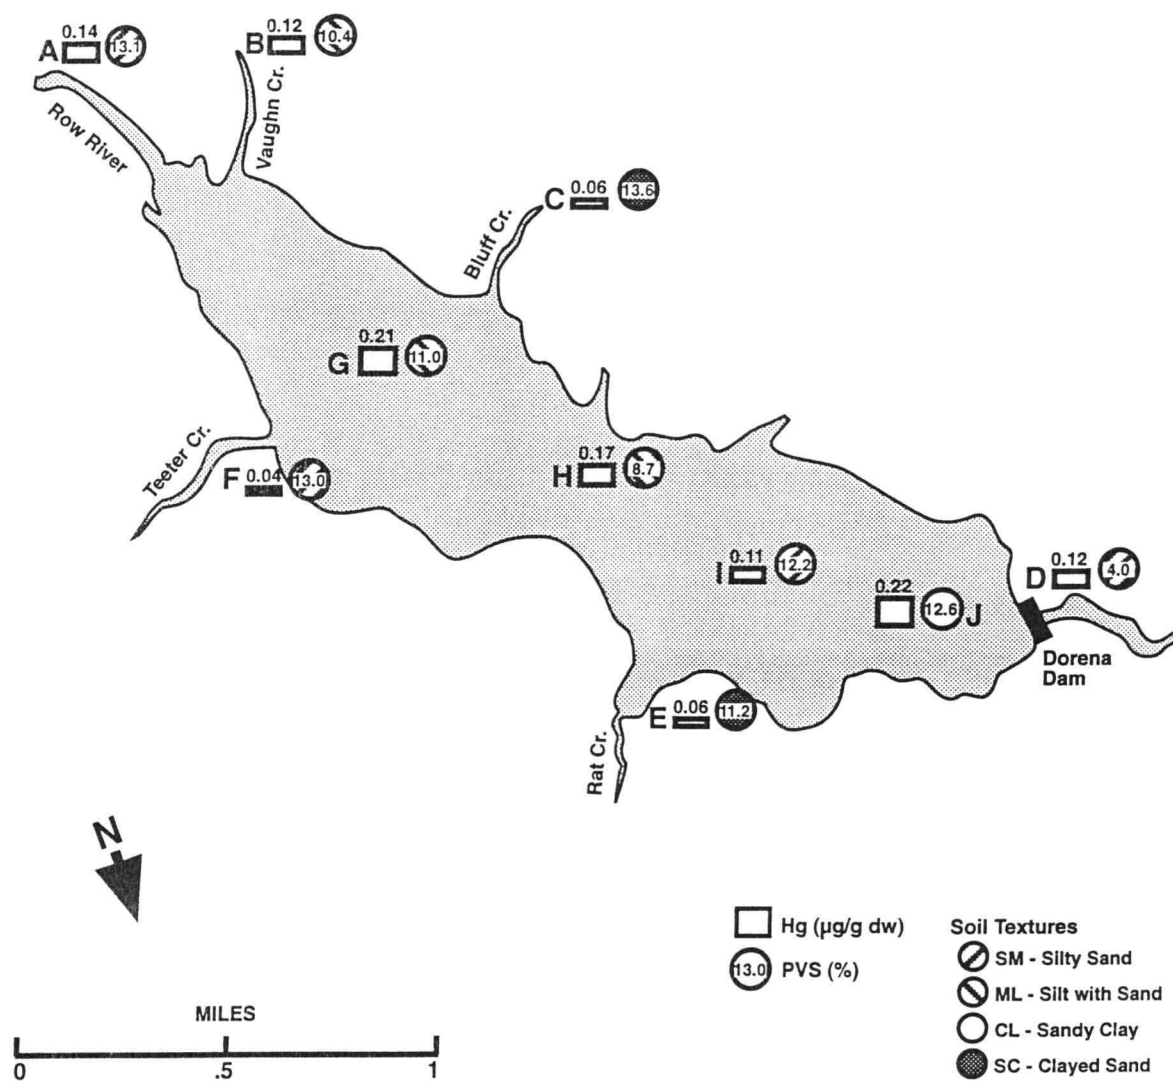 0.14
A
13.1
0.12
B
10.4
Row River
Vaughn Cr.
0.06
C
13.6
Bluff Cr.
0.21
G
11.0
Teeter Cr.
0.04
F
13.0
0.17
H
8.7
0.11
I
12.2
0.22
12.6
J
0.12
D
4.0
Dorena
Dam
0.06
E
11.2
Rat Cr.
N
Hg (µg/g dw)
13.0
PVS (%)
Soil Textures
SM - Silty Sand
ML - Silt with Sand
CL - Sandy Clay
SC - Clayed Sand
MILES
0
.5
1